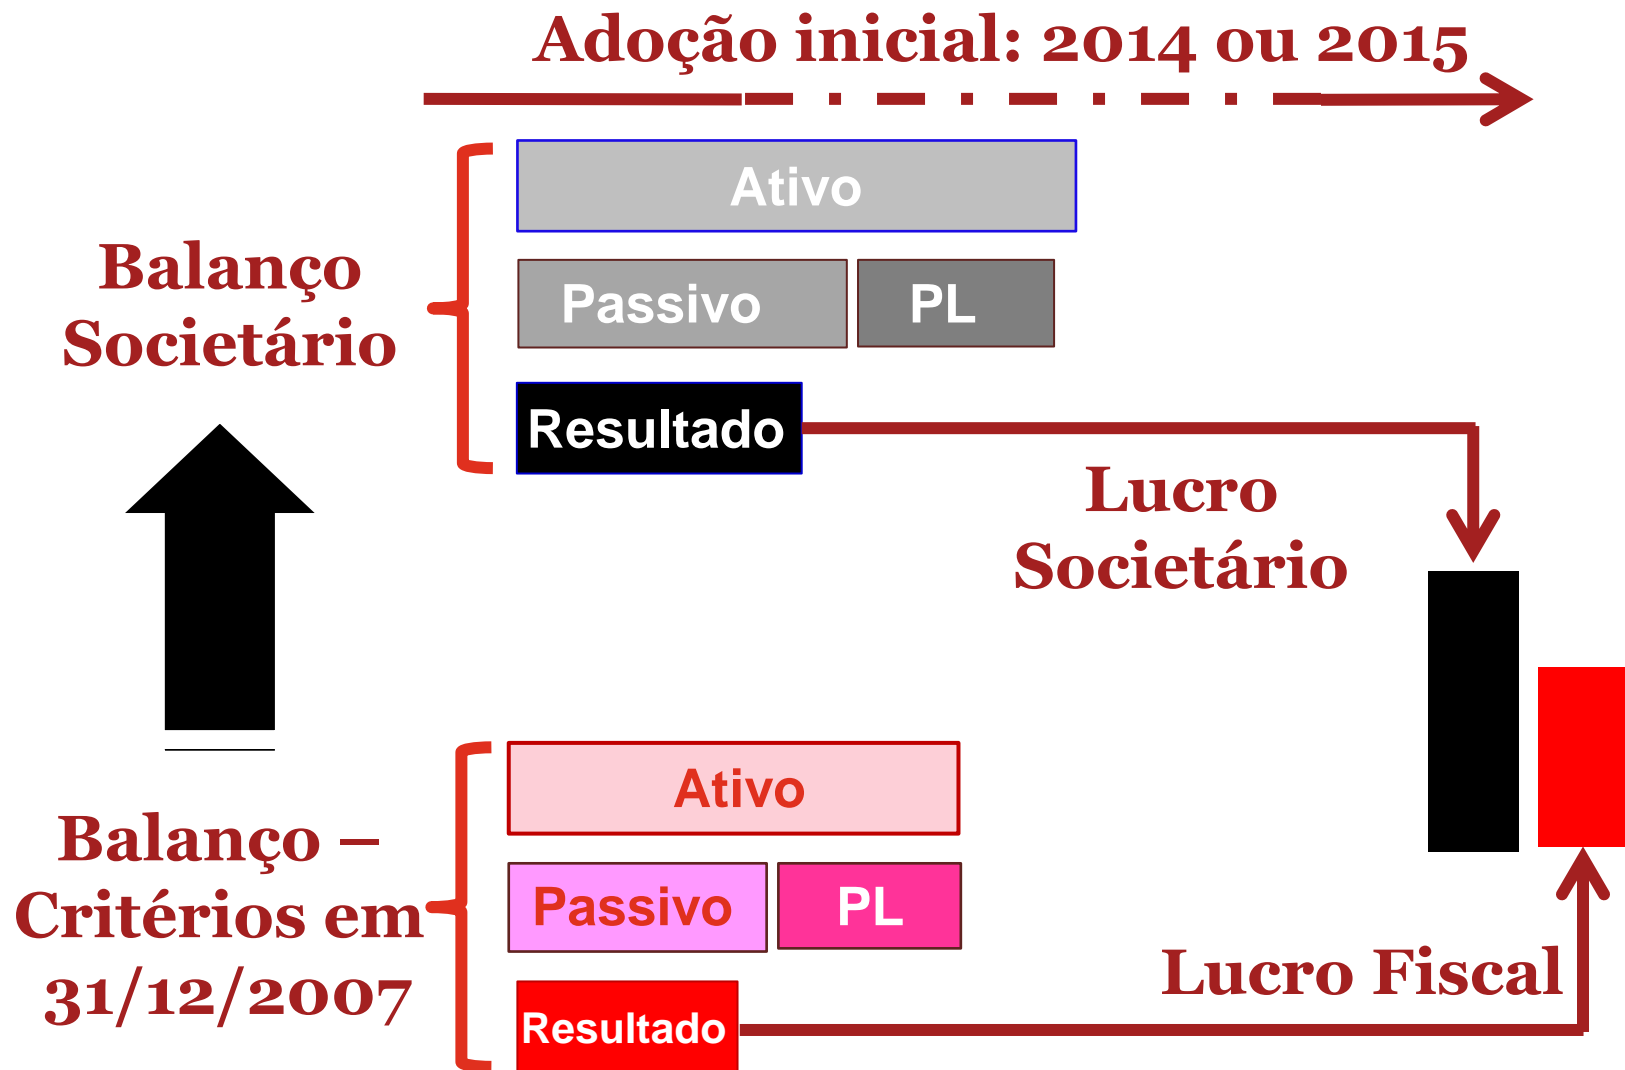 Adoção inicial: 2014 ou 2015
Ativo
Balanço
Societário
Passivo
PL
Resultado
Lucro
Societário
Ativo
Balanço –
Critérios em
31/12/2007
Passivo
PL
Lucro Fiscal
Resultado